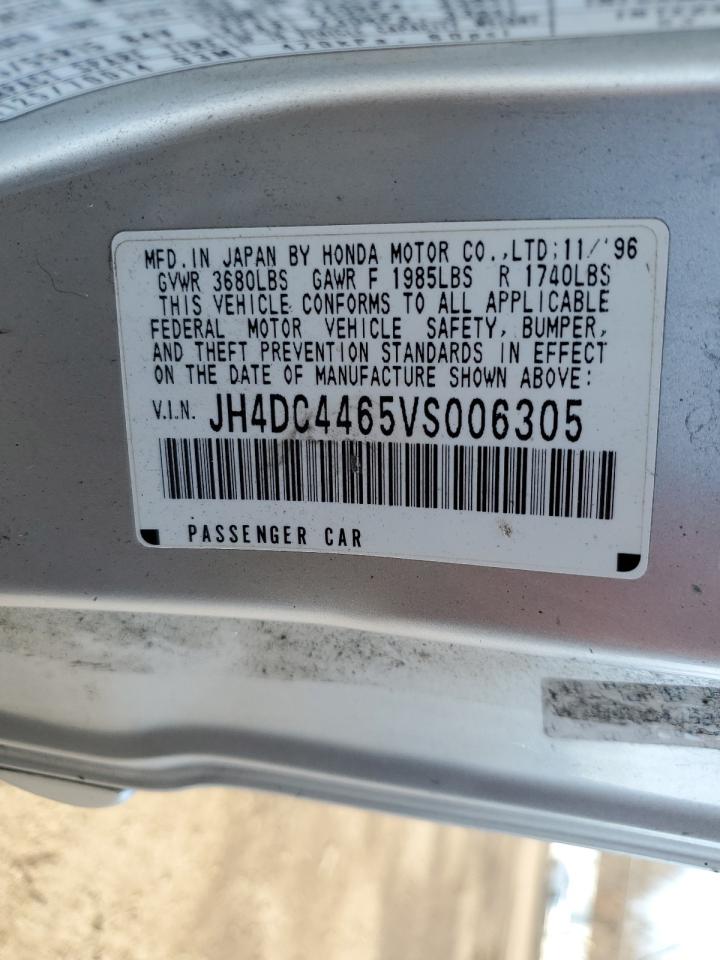 MFD. IN JAPAN BY HONDA MOTOR CO., LTD; 11/'96
GVWR 3680LBS GAWR F 1985LBS R 1740LBS
THIS VEHICLE CONFORMS TO ALL APPLICABLE
FEDERAL MOTOR VEHICLE SAFETY, BUMPER,
AND THEFT PREVENTION STANDARDS IN EFFECT
ON THE DATE OF MANUFACTURE SHOWN ABOVE:
V.I.N. JH4DC4465VS006305
PASSENGER CAR